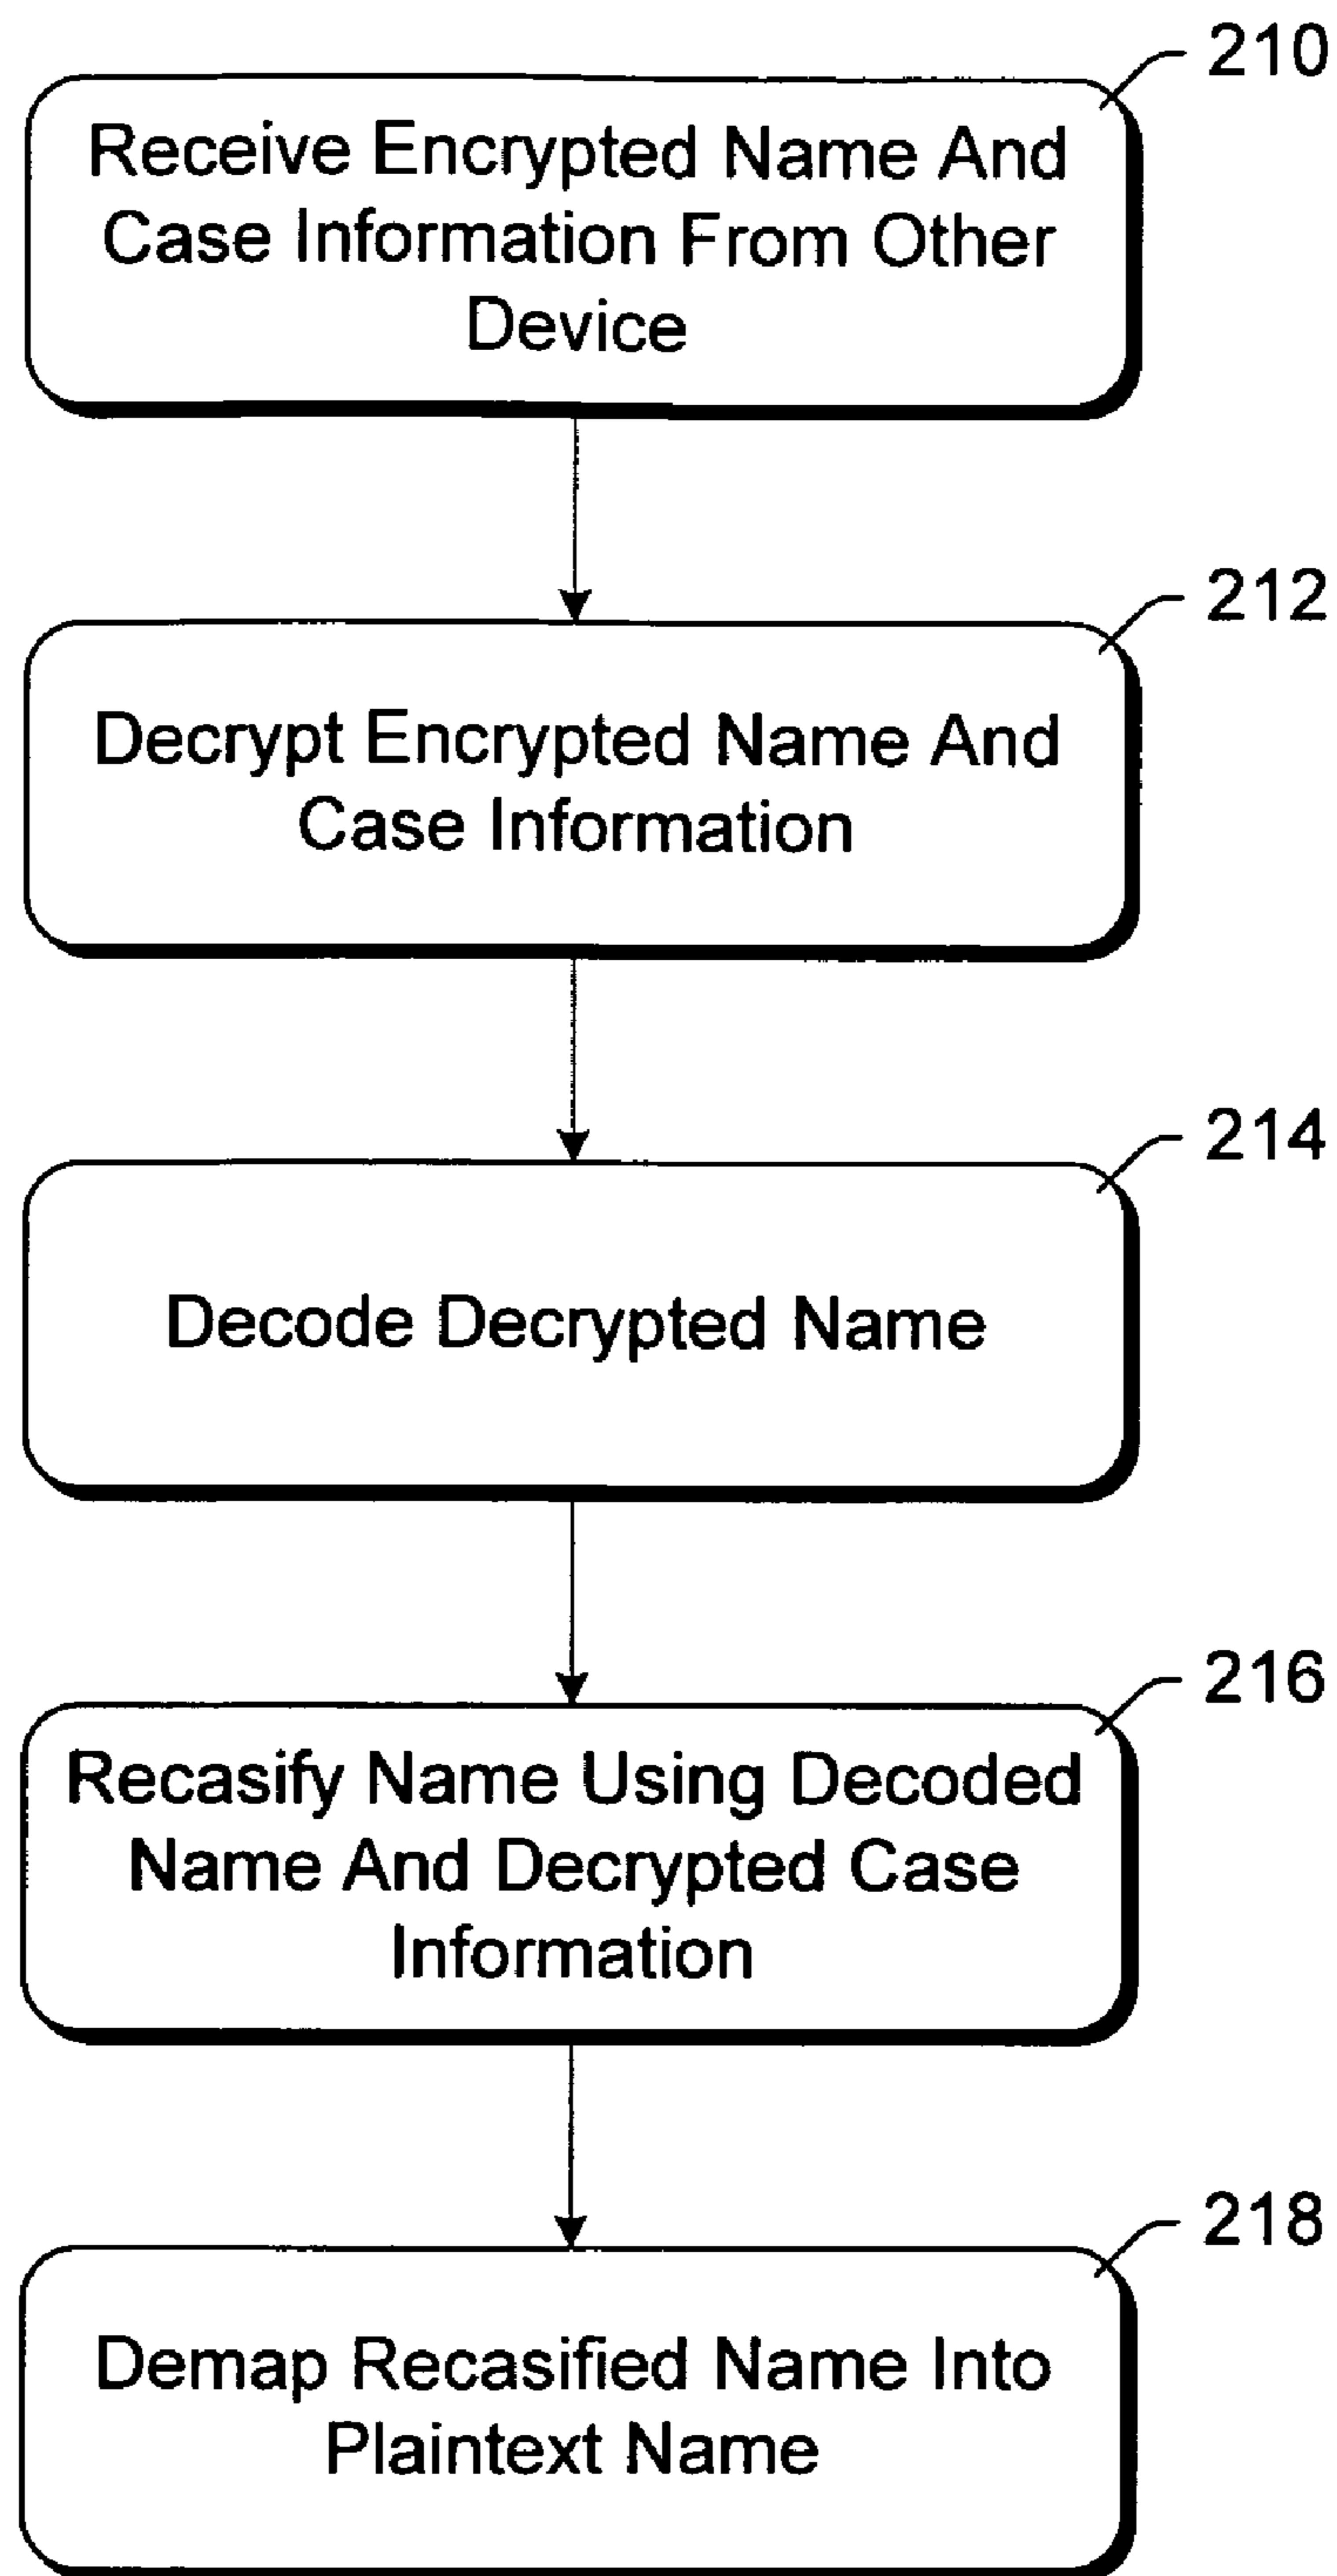 210
Receive Encrypted Name And
Case Information From Other
Device
212
Decrypt Encrypted Name And
Case Information
214
Decode Decrypted Name
216
Recasify Name Using Decoded
Name And Decrypted Case
Information
218
Demap Recasified Name Into
Plaintext Name